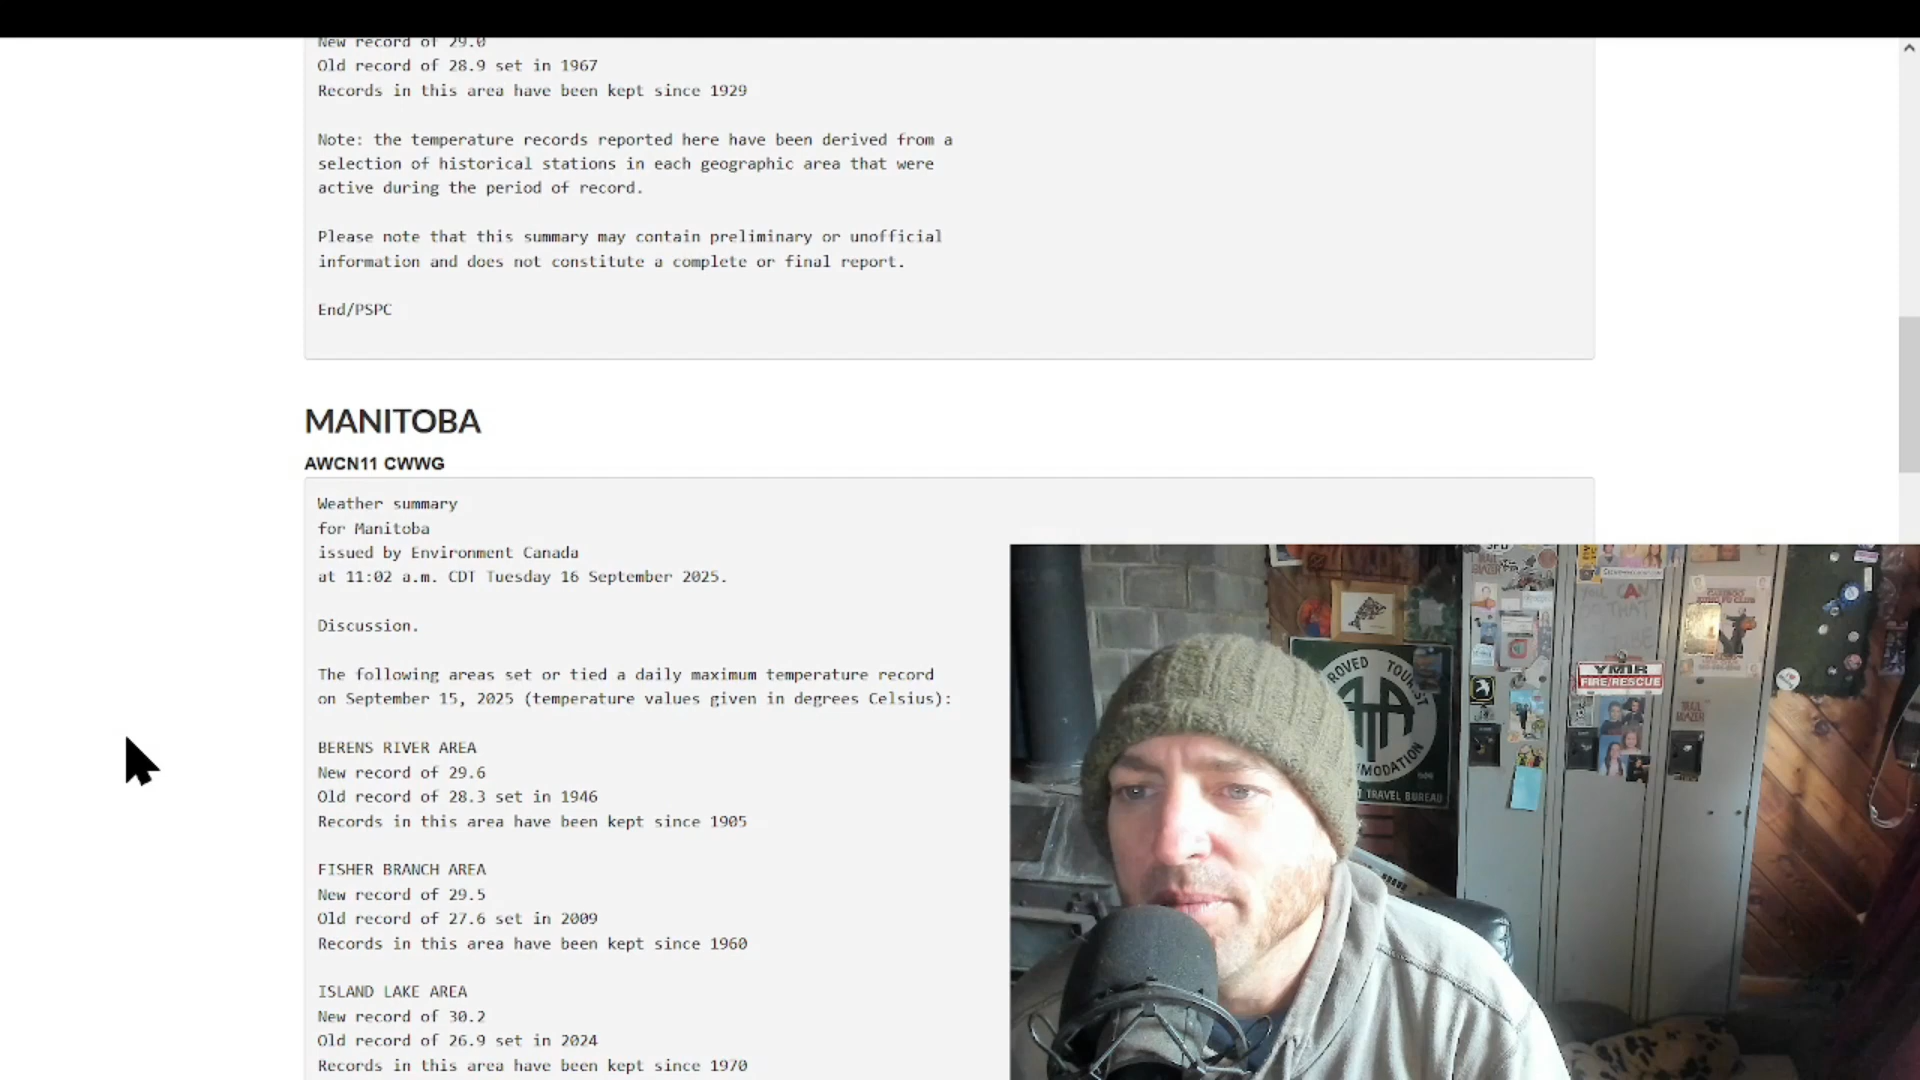 New record of 29.0
Old record of 28.9 set in 1967
Records in this area have been kept since 1929
Note: the temperature records reported here have been derived from a
selection of historical stations in each geographic area that were
active during the period of record.
Please note that this summary may contain preliminary or unofficial
information and does not constitute a complete or final report.
End/PSPC
MANITOBA
AWCN11 CWWG
Weather summary
for Manitoba
issued by Environment Canada
at 11:02 a.m. CDT Tuesday 16 September 2025.
Discussion.
The following areas set or tied a daily maximum temperature record
on September 15, 2025 (temperature values given in degrees Celsius):
BERENS RIVER AREA
New record of 29.6
Old record of 28.3 set in 1946
Records in this area have been kept since 1905
FISHER BRANCH AREA
New record of 29.5
Old record of 27.6 set in 2009
Records in this area have been kept since 1960
ISLAND LAKE AREA
New record of 30.2
Old record of 26.9 set in 2024
Records in this area have been kept since 1970
YOU CAN'T
YMIR
FIRE/RESCUE
TRAVEL BUREAU